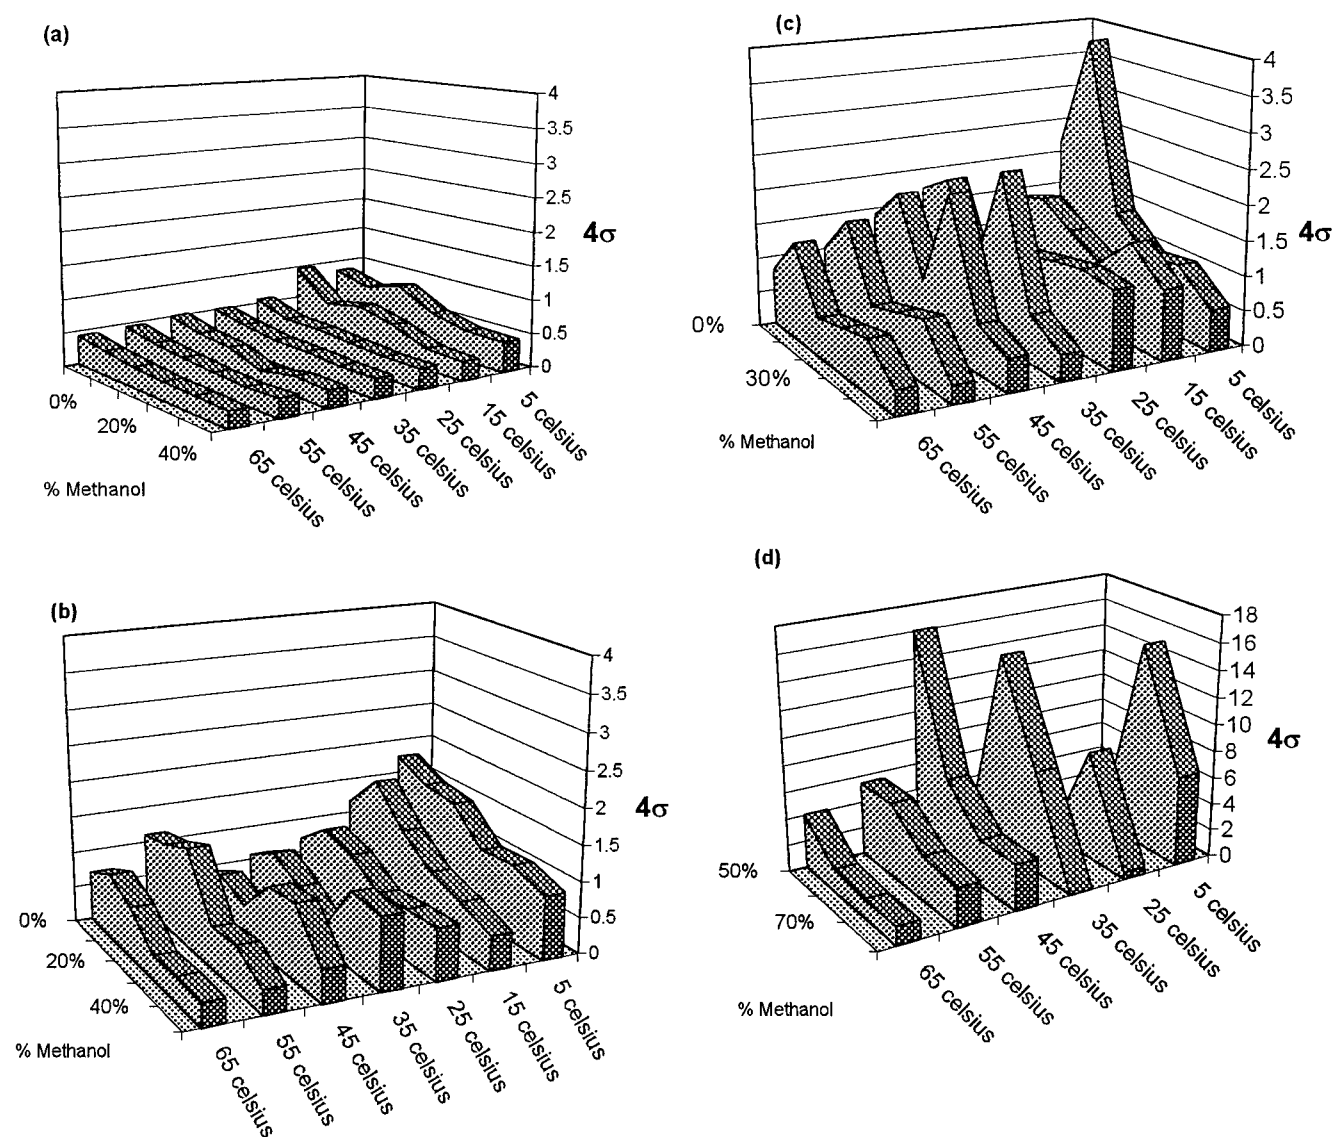 (a)
4
3.5
3
2.5
2
1.5
1
0.5
0
4σ
0%
20%
40%
% Methanol
65 celsius
55 celsius
45 celsius
35 celsius
25 celsius
15 celsius
5 celsius
(c)
4
3.5
3
2.5
2
1.5
1
0.5
0
4σ
0%
30%
% Methanol
65 celsius
55 celsius
45 celsius
35 celsius
25 celsius
15 celsius
5 celsius
(b)
4
3.5
3
2.5
2
1.5
1
0.5
0
4σ
0%
20%
40%
% Methanol
65 celsius
55 celsius
45 celsius
35 celsius
25 celsius
15 celsius
5 celsius
(d)
18
16
14
12
10
8
6
4
2
0
4σ
50%
70%
% Methanol
65 celsius
55 celsius
45 celsius
35 celsius
25 celsius
5 celsius